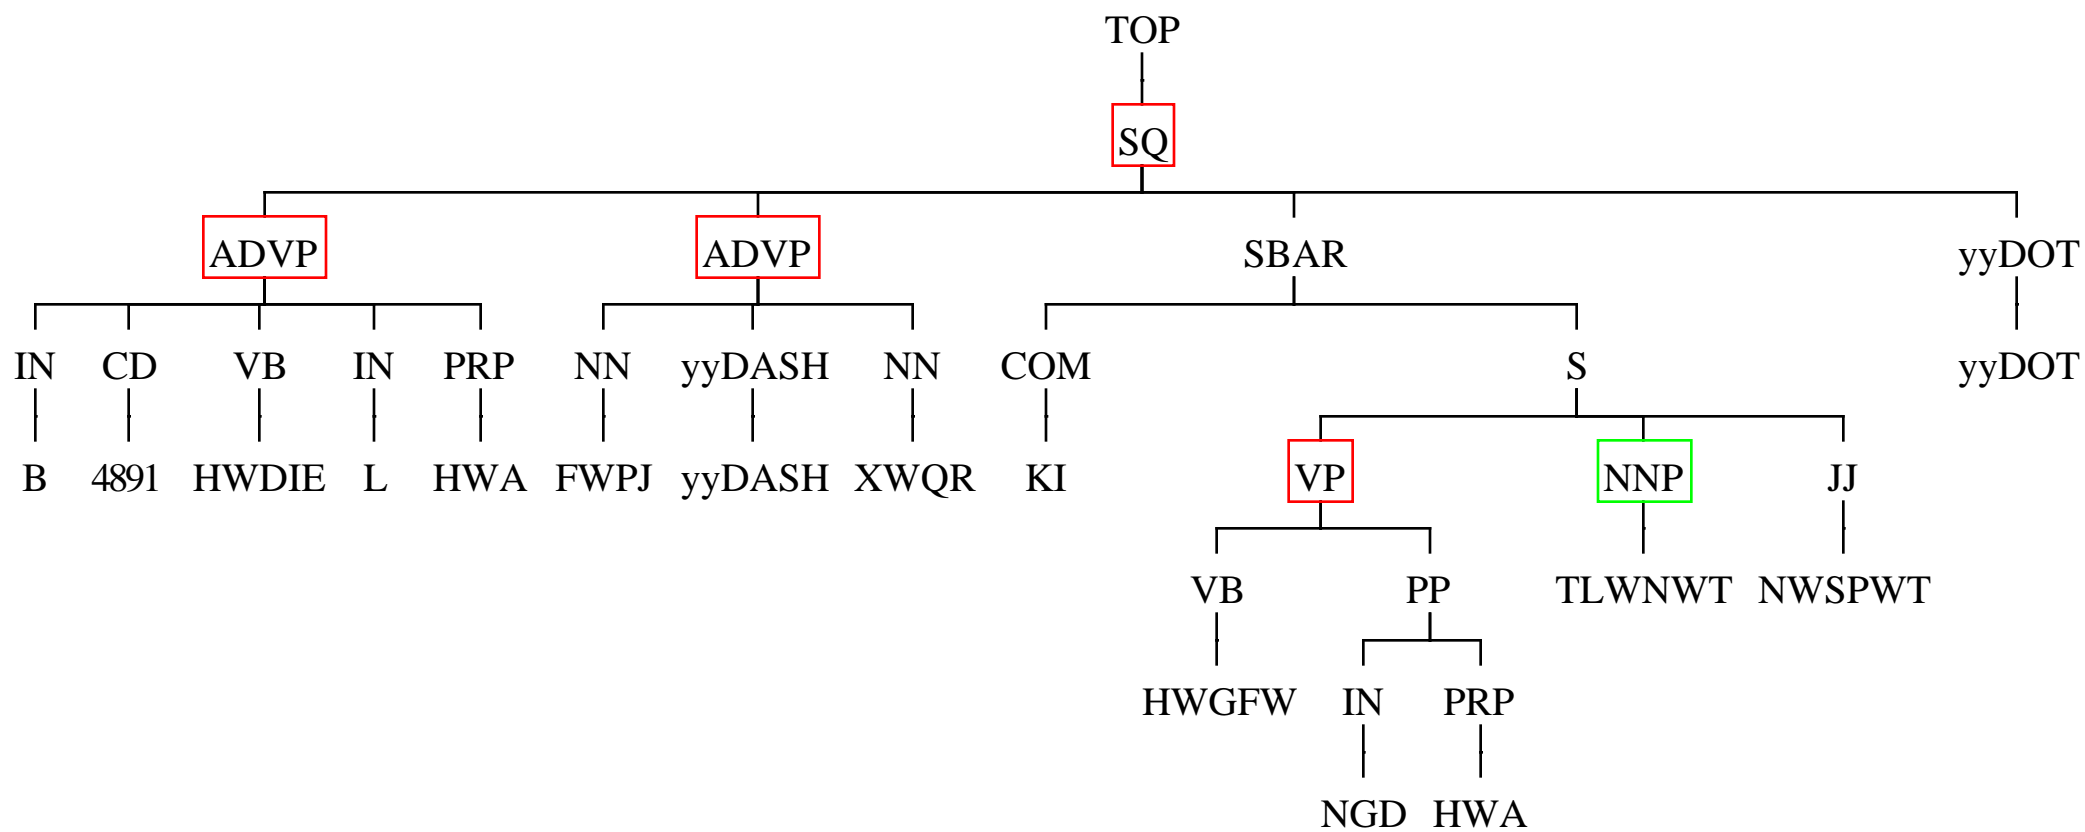 TOP
SQ
ADVP ADVP SBAR yyDOT
IN CD VB IN PRP NN yyDASH NN COM S yyDOT
B 4891 HWDIE L HWA FWPJ yyDASH XWQR KI VP NNP JJ
VB PP TLWNWT NWSPWT
HWGFW IN PRP
NGD HWA